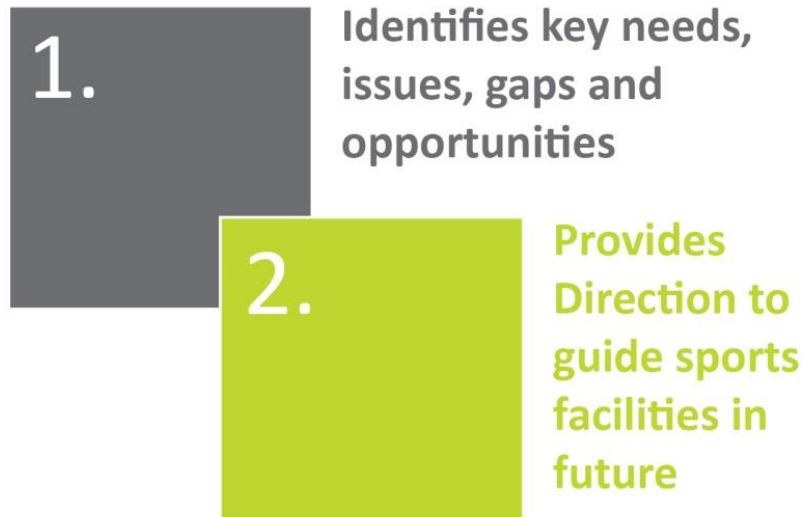 1.
Identifies key needs,
issues, gaps and
opportunities
2.
Provides
Direction to
guide sports
facilities in
future